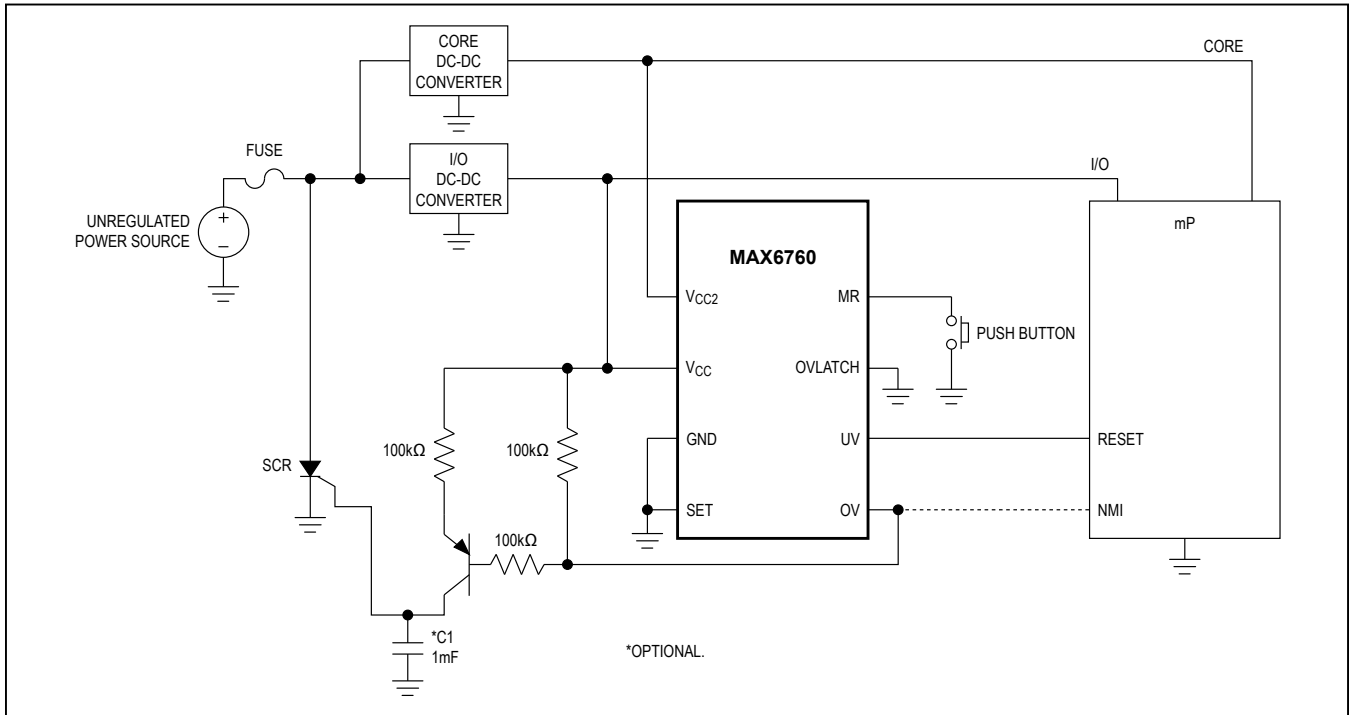 CORE
DC-DC
CONVERTER
CORE
FUSE
I/O
DC-DC
CONVERTER
I/O
UNREGULATED
POWER SOURCE
+
−
mP
MAX6760
VCC2
MR
PUSH BUTTON
VCC
OVLATCH
100kΩ
100kΩ
GND
UV
RESET
SCR
SET
OV
NMI
100kΩ
*C1
1mF
*OPTIONAL.